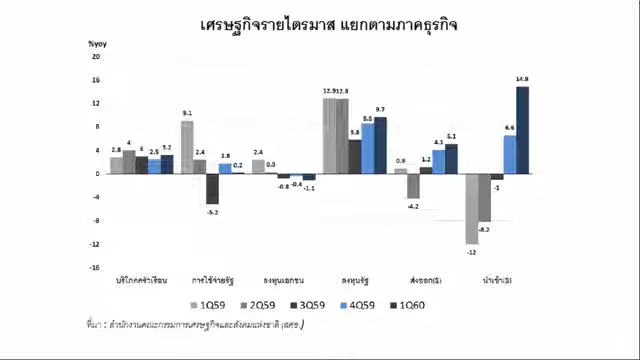 เศรษฐกิจรายไตรมาส แยกตามภาคธุรกิจ
%yoy
20
16
12
8
4
0
-4
-8
-12
-16
2.8 4 3 2.5 3.2
9.1 2.4 -5.2 1.8 0.2
2.4 0.3 -0.8 -0.4 -1.1
12.9 12.8 5.8 8.6 9.7
0.9 -4.2 1.2 4.1 5.1
-12 -8.2 -1 6.6 14.9
บริโภคครัวเรือน การใช้จ่ายรัฐ ลงทุนเอกชน ลงทุนรัฐ ส่งออก($) นำเข้า($)
1Q59 2Q59 3Q59 4Q59 1Q60
ที่มา : สำนักงานคณะกรรมการเศรษฐกิจและสังคมแห่งชาติ (สศช.)